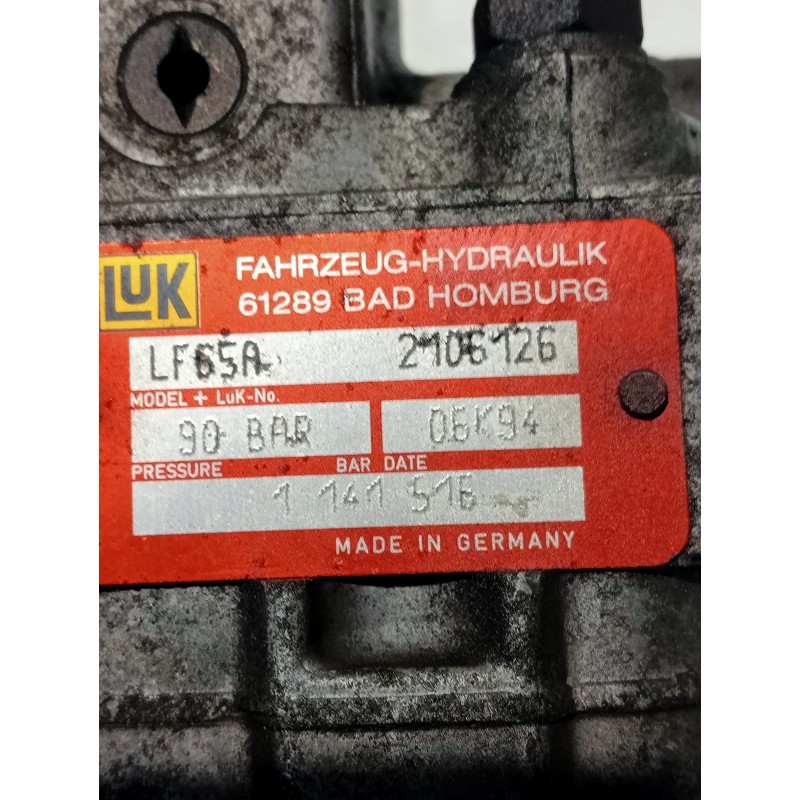 LUK
FAHRZEUG-HYDRAULIK
61289 BAD HOMBURG
LF65A 2106126
MODEL + LuK-No.
90 BAR 06K94
PRESSURE BAR DATE
1 141 516
MADE IN GERMANY